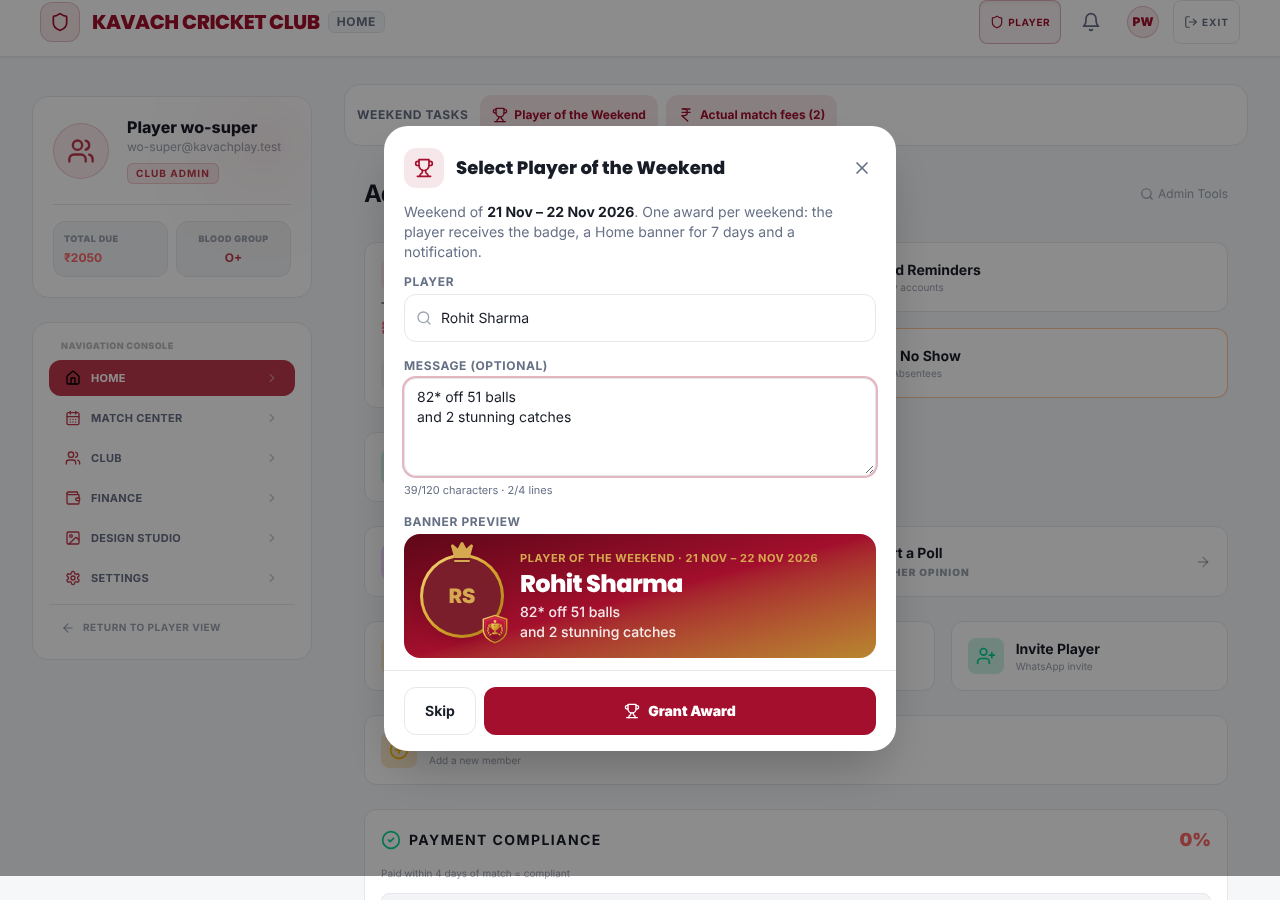 KAVACH CRICKET CLUB HOME
PLAYER PW EXIT
Player wo-super
wo-super@kavachplay.test
CLUB ADMIN
TOTAL DUE
₹2050
BLOOD GROUP
O+
NAVIGATION CONSOLE
HOME
MATCH CENTER
CLUB
FINANCE
DESIGN STUDIO
SETTINGS
RETURN TO PLAYER VIEW
WEEKEND TASKS Player of the Weekend Actual match fees (2)
Admin Tools
Select Player of the Weekend
Weekend of 21 Nov – 22 Nov 2026. One award per weekend: the
player receives the badge, a Home banner for 7 days and a
notification.
PLAYER
Rohit Sharma
MESSAGE (OPTIONAL)
82* off 51 balls
and 2 stunning catches
39/120 characters · 2/4 lines
BANNER PREVIEW
RS
PLAYER OF THE WEEKEND · 21 NOV – 22 NOV 2026
Rohit Sharma
82* off 51 balls
and 2 stunning catches
Skip
Grant Award
Reminders
accounts
No Show
Absentees
a Poll
OPINION
Invite Player
WhatsApp invite
Add a new member
PAYMENT COMPLIANCE 0%
Paid within 4 days of match = compliant